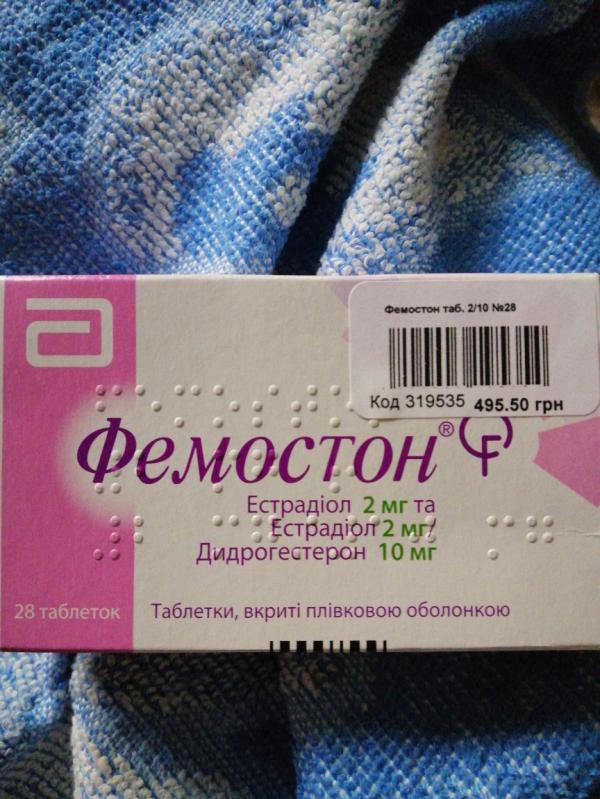 Фемостон таб. 2/10 №28
Код 319535 495.50 грн
Фемостон®
Естрадіол 2 мг та
Естрадіол 2 мг/
Дидрогестерон 10 мг
28 таблеток
Таблетки, вкриті плівковою оболонкою